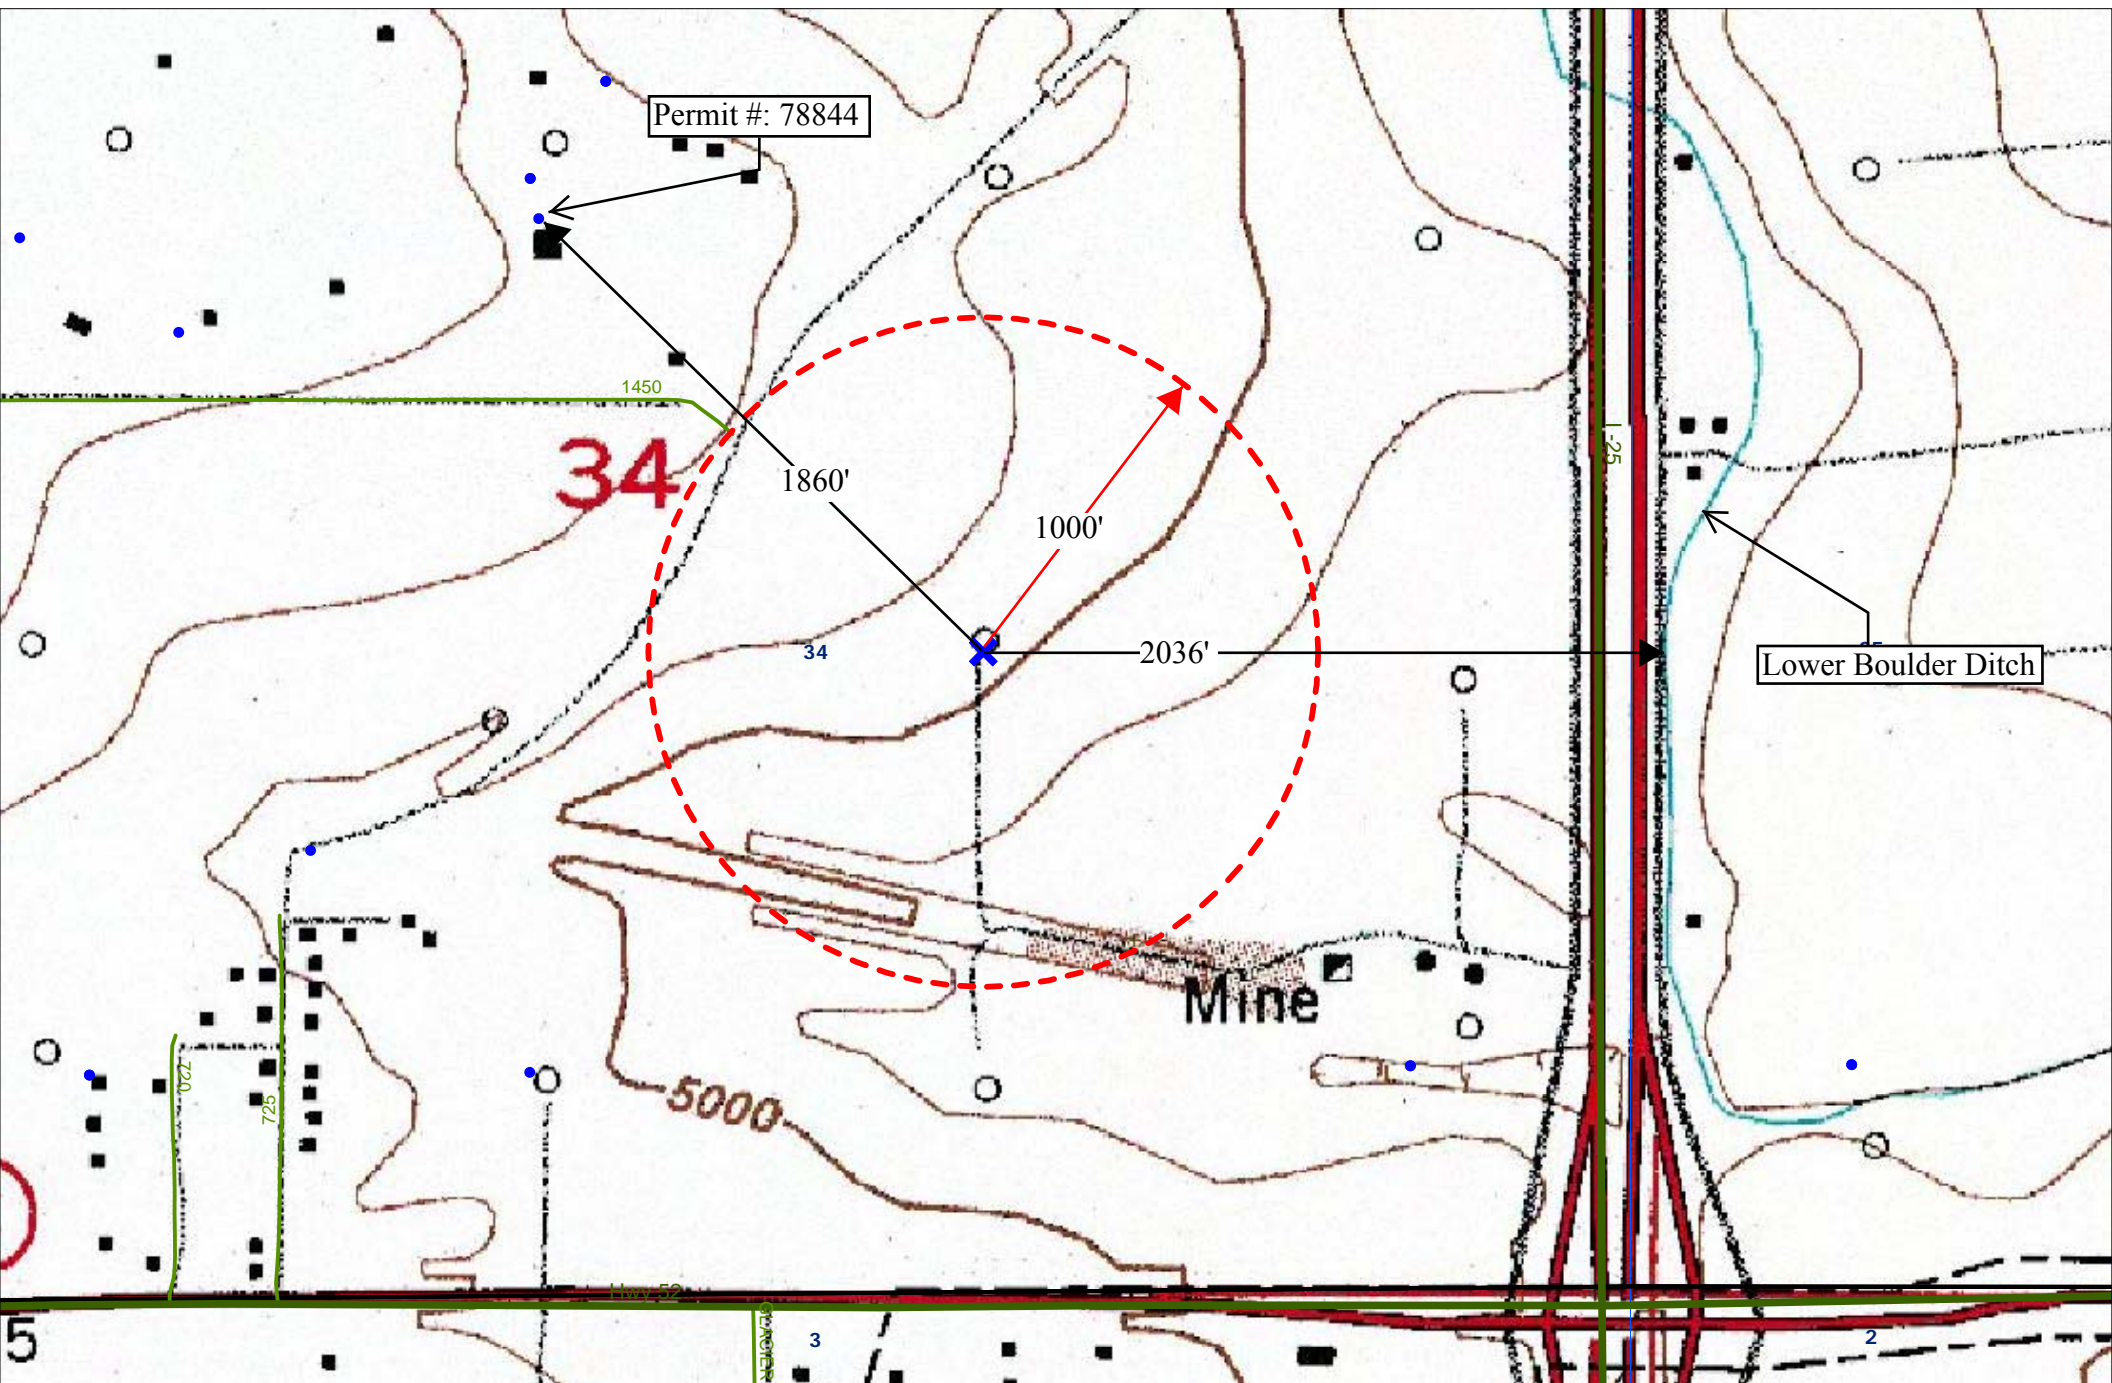 Permit #: 78844
1450
34
1860'
1000'
I-25
34
2036'
Lower Boulder Ditch
Mine
720
725
5000
Hwy 52
GLACIER
5
3
2